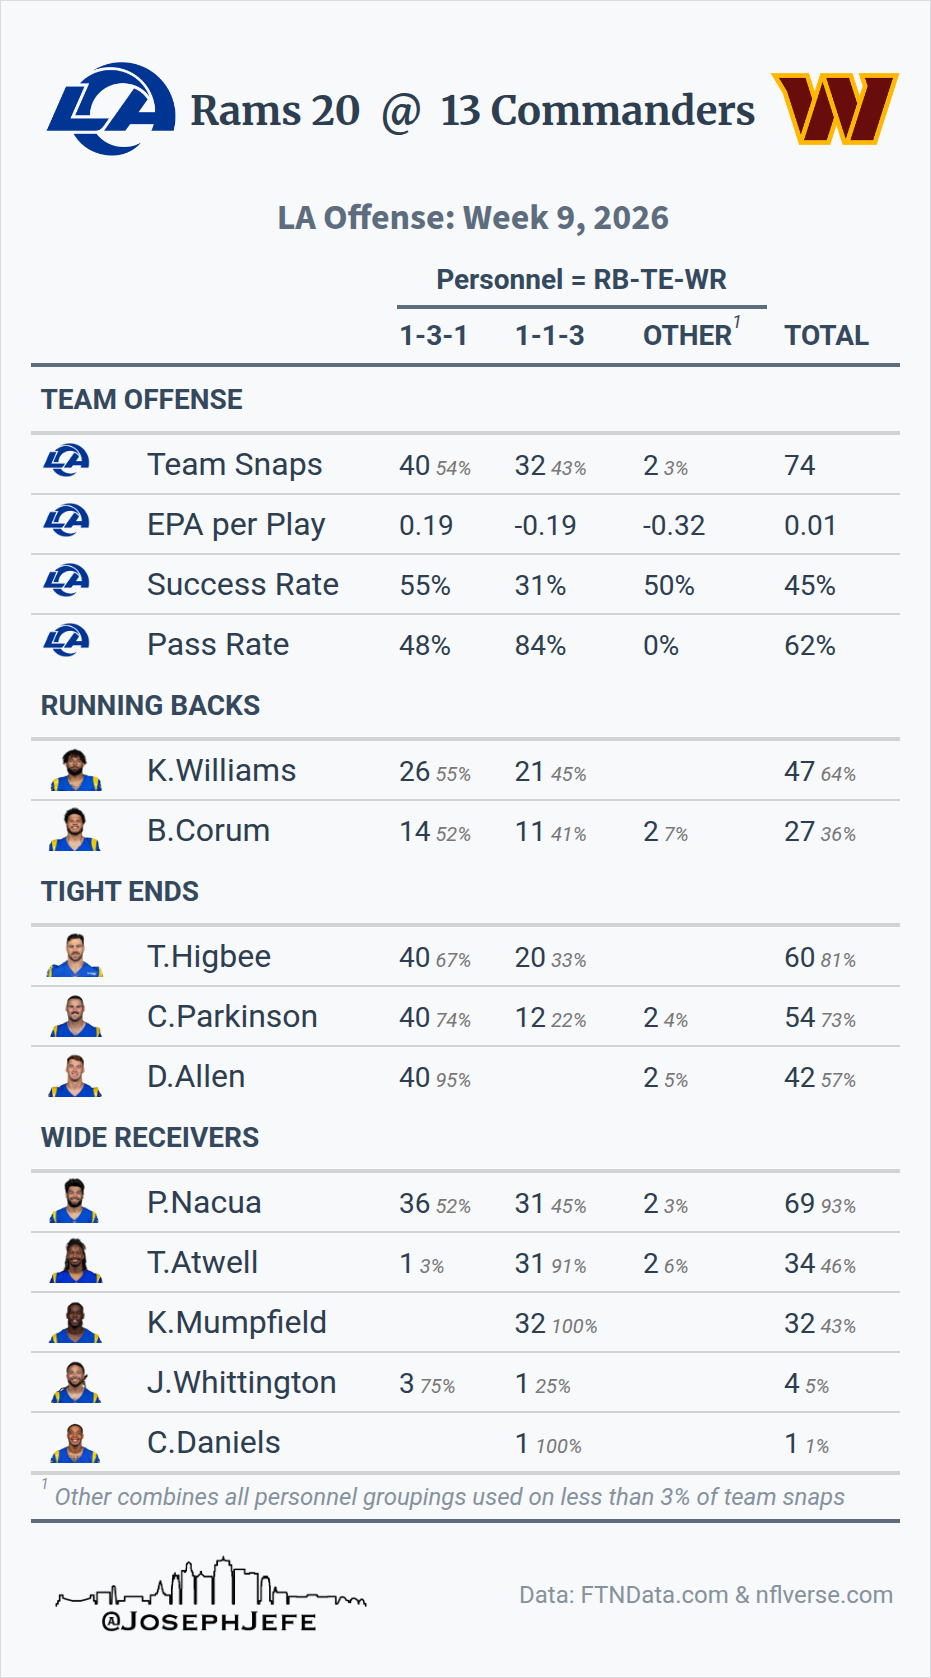 LA Rams 20 @ 13 Commanders W
LA Offense: Week 9, 2026
Personnel = RB-TE-WR
1-3-1 1-1-3 OTHER 1 TOTAL
TEAM OFFENSE
LA Team Snaps 40 54% 32 43% 2 3% 74
LA EPA per Play 0.19 -0.19 -0.32 0.01
LA Success Rate 55% 31% 50% 45%
LA Pass Rate 48% 84% 0% 62%
RUNNING BACKS
K.Williams 26 55% 21 45% 47 64%
B.Corum 14 52% 11 41% 2 7% 27 36%
TIGHT ENDS
T.Higbee 40 67% 20 33% 60 81%
C.Parkinson 40 74% 12 22% 2 4% 54 73%
D.Allen 40 95% 2 5% 42 57%
WIDE RECEIVERS
P.Nacua 36 52% 31 45% 2 3% 69 93%
T.Atwell 1 3% 31 91% 2 6% 34 46%
K.Mumpfield 32 100% 32 43%
J.Whittington 3 75% 1 25% 4 5%
C.Daniels 1 100% 1 1%
1 Other combines all personnel groupings used on less than 3% of team snaps
@JOSEPHJEFE
Data: FTNData.com & nflverse.com